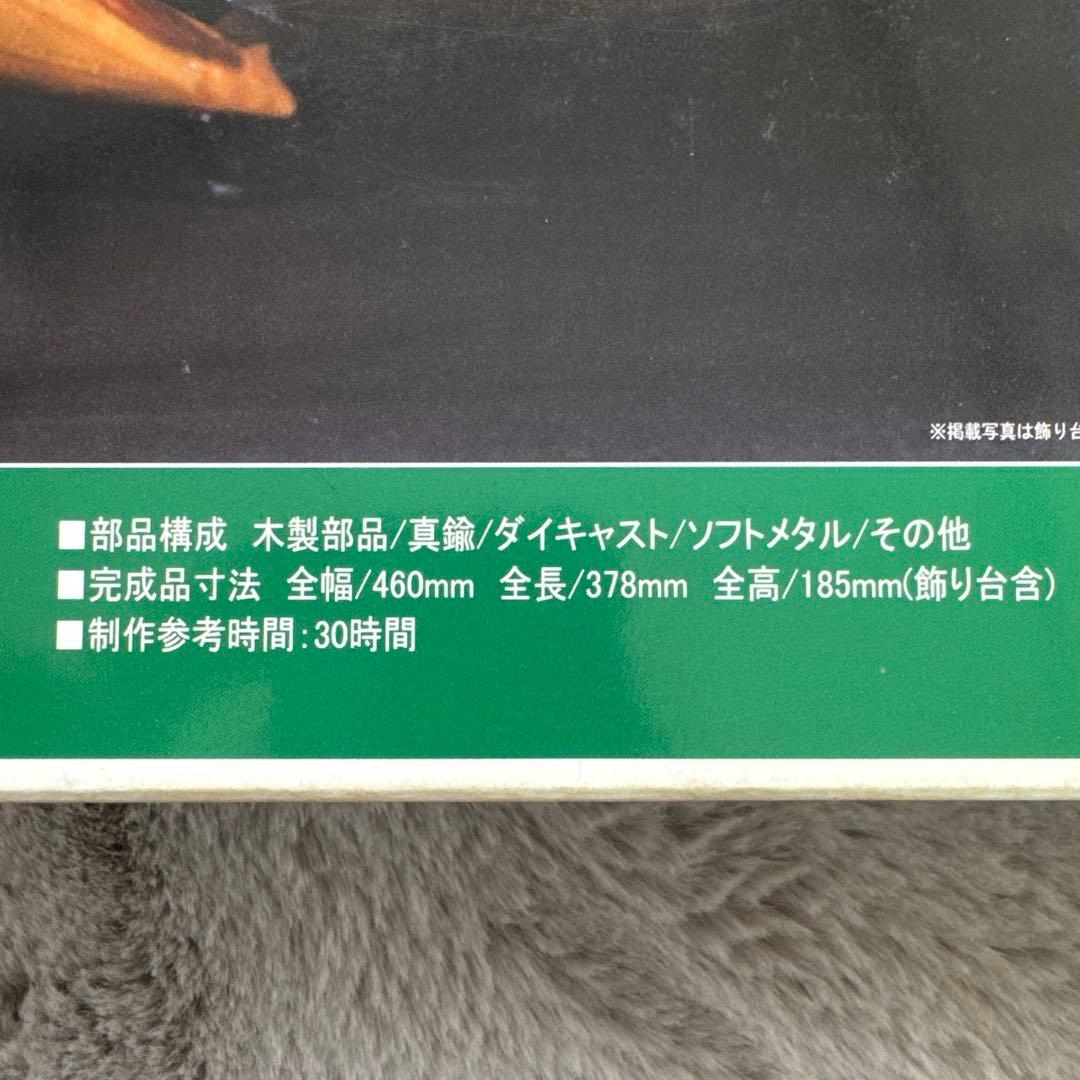 ※掲載写真は飾り台
■部品構成 木製部品/真鍮/ダイキャスト/ソフトメタル/その他
■完成品寸法 全幅/460mm 全長/378mm 全高/185mm(飾り台含)
■制作参考時間:30時間